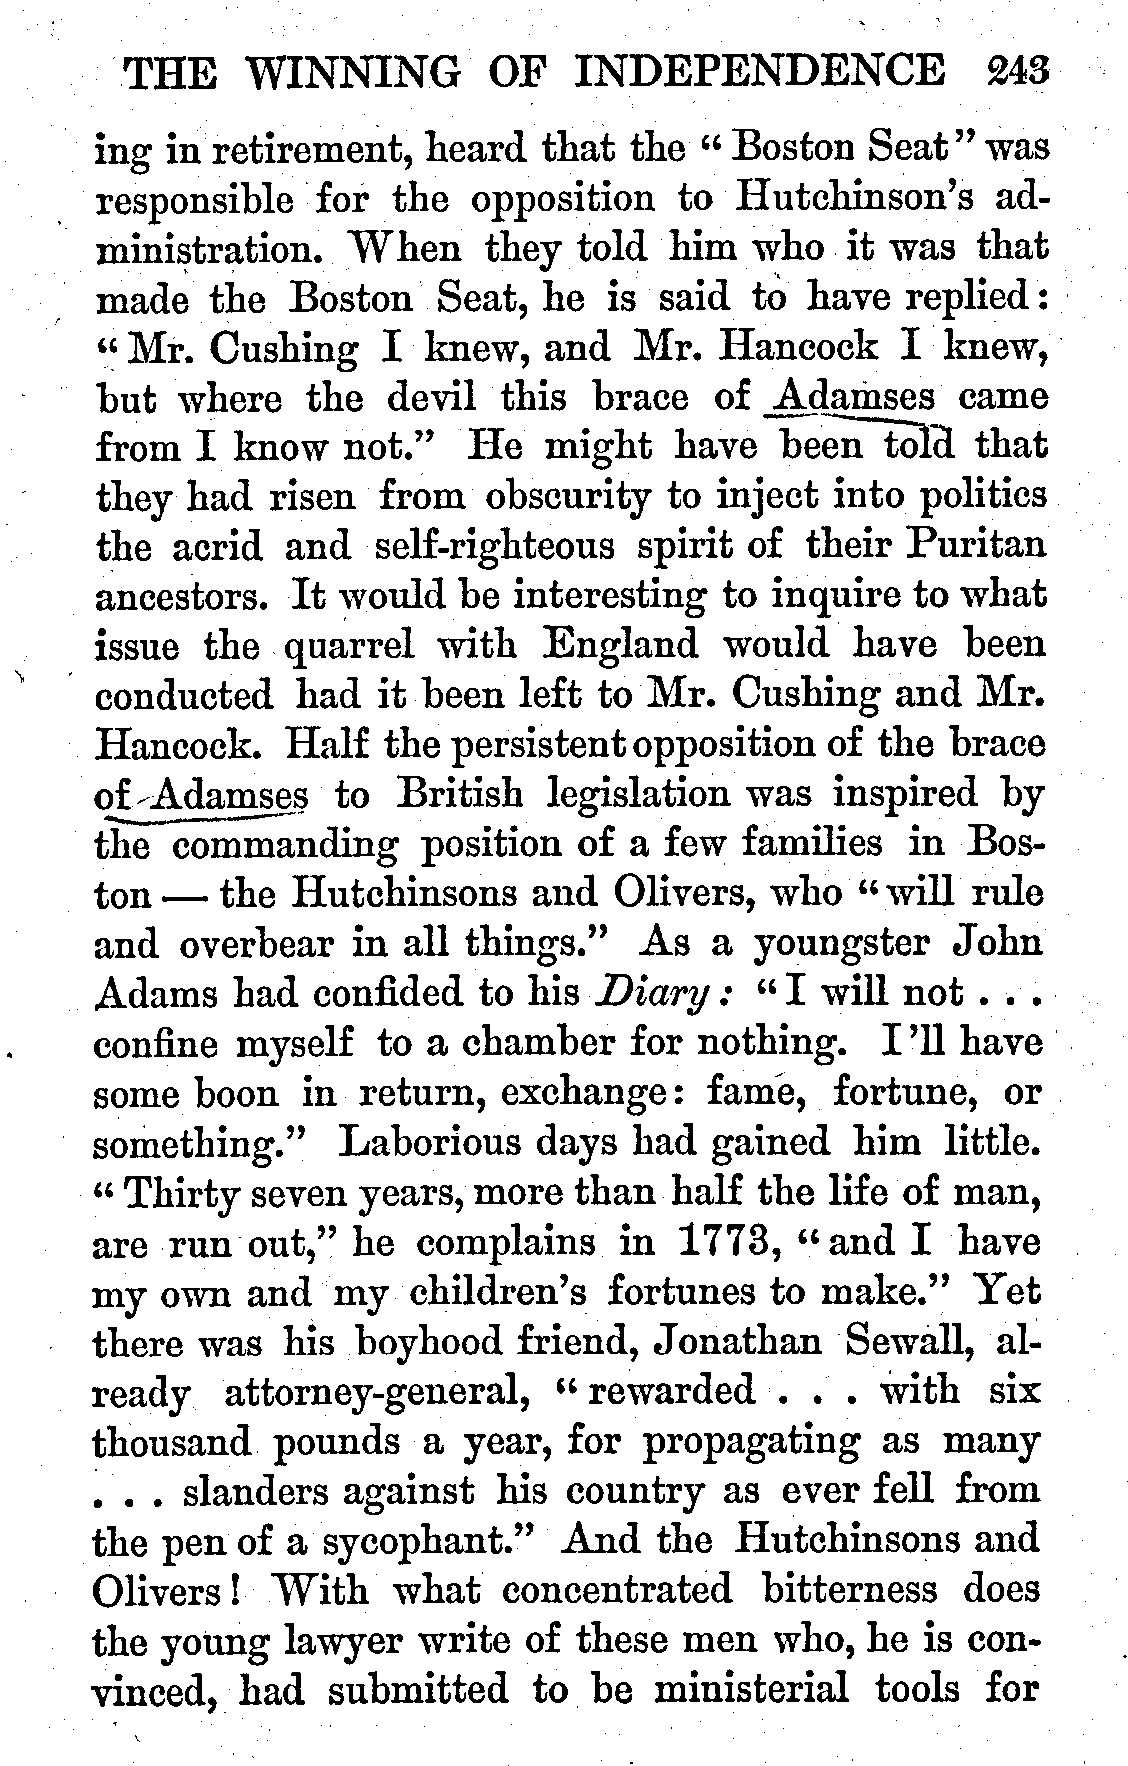 THE WINNING OF INDEPENDENCE 243
ing in retirement, heard that the “Boston Seat” was
responsible for the opposition to Hutchinson’s ad-
ministration. When they told him who it was that
made the Boston Seat, he is said to have replied:
“Mr. Cushing I knew, and Mr. Hancock I knew,
but where the devil this brace of Adamses came
from I know not.” He might have been told that
they had risen from obscurity to inject into politics
the acrid and self-righteous spirit of their Puritan
ancestors. It would be interesting to inquire to what
issue the quarrel with England would have been
conducted had it been left to Mr. Cushing and Mr.
Hancock. Half the persistent opposition of the brace
of Adamses to British legislation was inspired by
the commanding position of a few families in Bos-
ton — the Hutchinsons and Olivers, who “will rule
and overbear in all things.” As a youngster John
Adams had confided to his Diary: “I will not . . .
confine myself to a chamber for nothing. I’ll have
some boon in return, exchange: fame, fortune, or
something.” Laborious days had gained him little.
“Thirty seven years, more than half the life of man,
are run out,” he complains in 1773, “and I have
my own and my children’s fortunes to make.” Yet
there was his boyhood friend, Jonathan Sewall, al-
ready attorney-general, “rewarded . . . with six
thousand pounds a year, for propagating as many
. . . slanders against his country as ever fell from
the pen of a sycophant.” And the Hutchinsons and
Olivers! With what concentrated bitterness does
the young lawyer write of these men who, he is con-
vinced, had submitted to be ministerial tools for